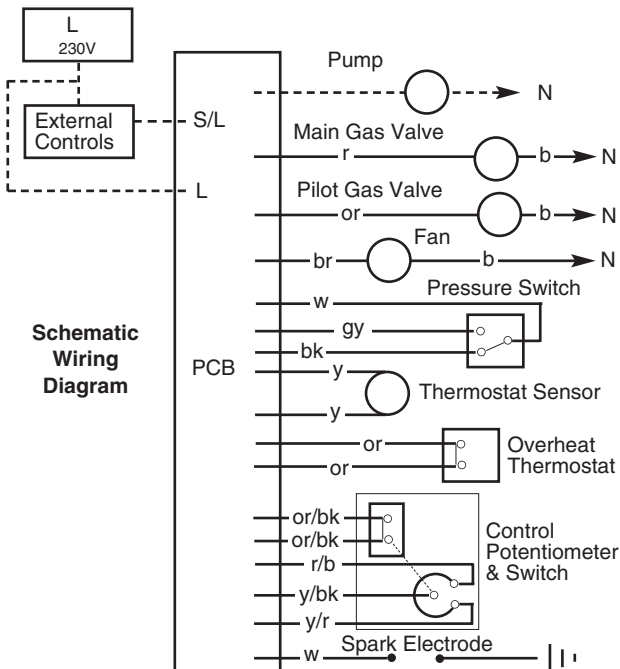 L
230V
External
Controls
S/L
L
Schematic
Wiring
Diagram
PCB
Pump
N
Main Gas Valve
r
b
N
Pilot Gas Valve
or
b
N
Fan
br
b
N
Pressure Switch
w
gy
bk
y
Thermostat Sensor
y
or
or
Overheat
Thermostat
or/bk
or/bk
r/b
y/bk
y/r
Control
Potentiometer
& Switch
Spark Electrode
w